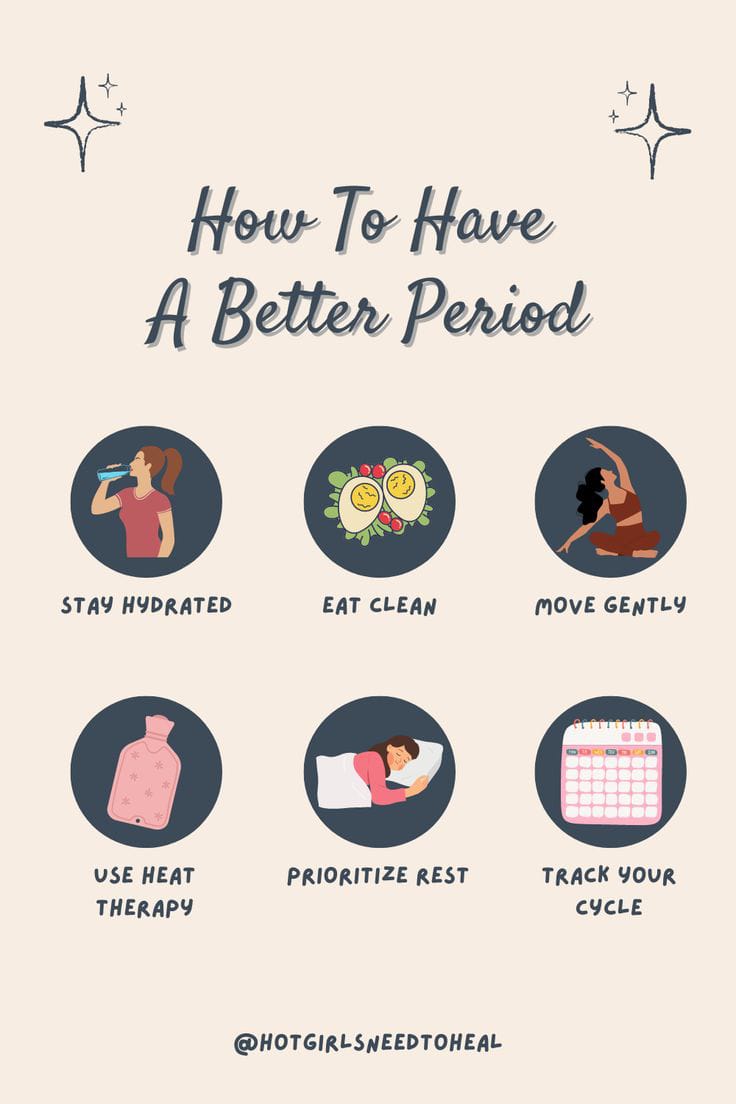 How To Have
A Better Period
STAY HYDRATED
EAT CLEAN
MOVE GENTLY
USE HEAT
THERAPY
PRIORITIZE REST
TRACK YOUR
CYCLE
@HOTGIRLSNEEDTOHEAL